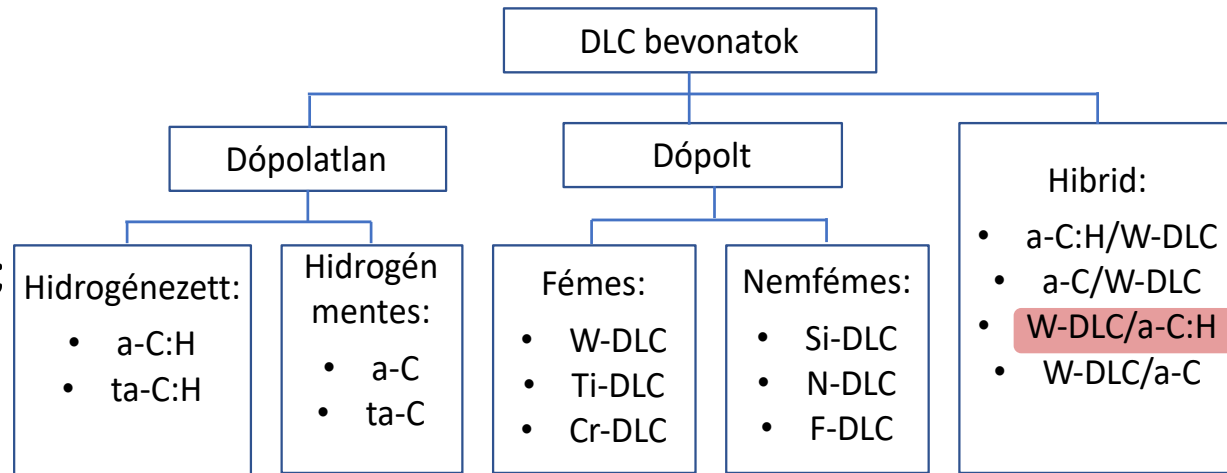 DLC bevonatok
Dópolatlan
Dópolt
Hidrogénezett:
• a-C:H
• ta-C:H
Hidrogén
mentes:
• a-C
• ta-C
Fémes:
• W-DLC
• Ti-DLC
• Cr-DLC
Nemfémes:
• Si-DLC
• N-DLC
• F-DLC
Hibrid:
• a-C:H/W-DLC
• a-C/W-DLC
• W-DLC/a-C:H
• W-DLC/a-C